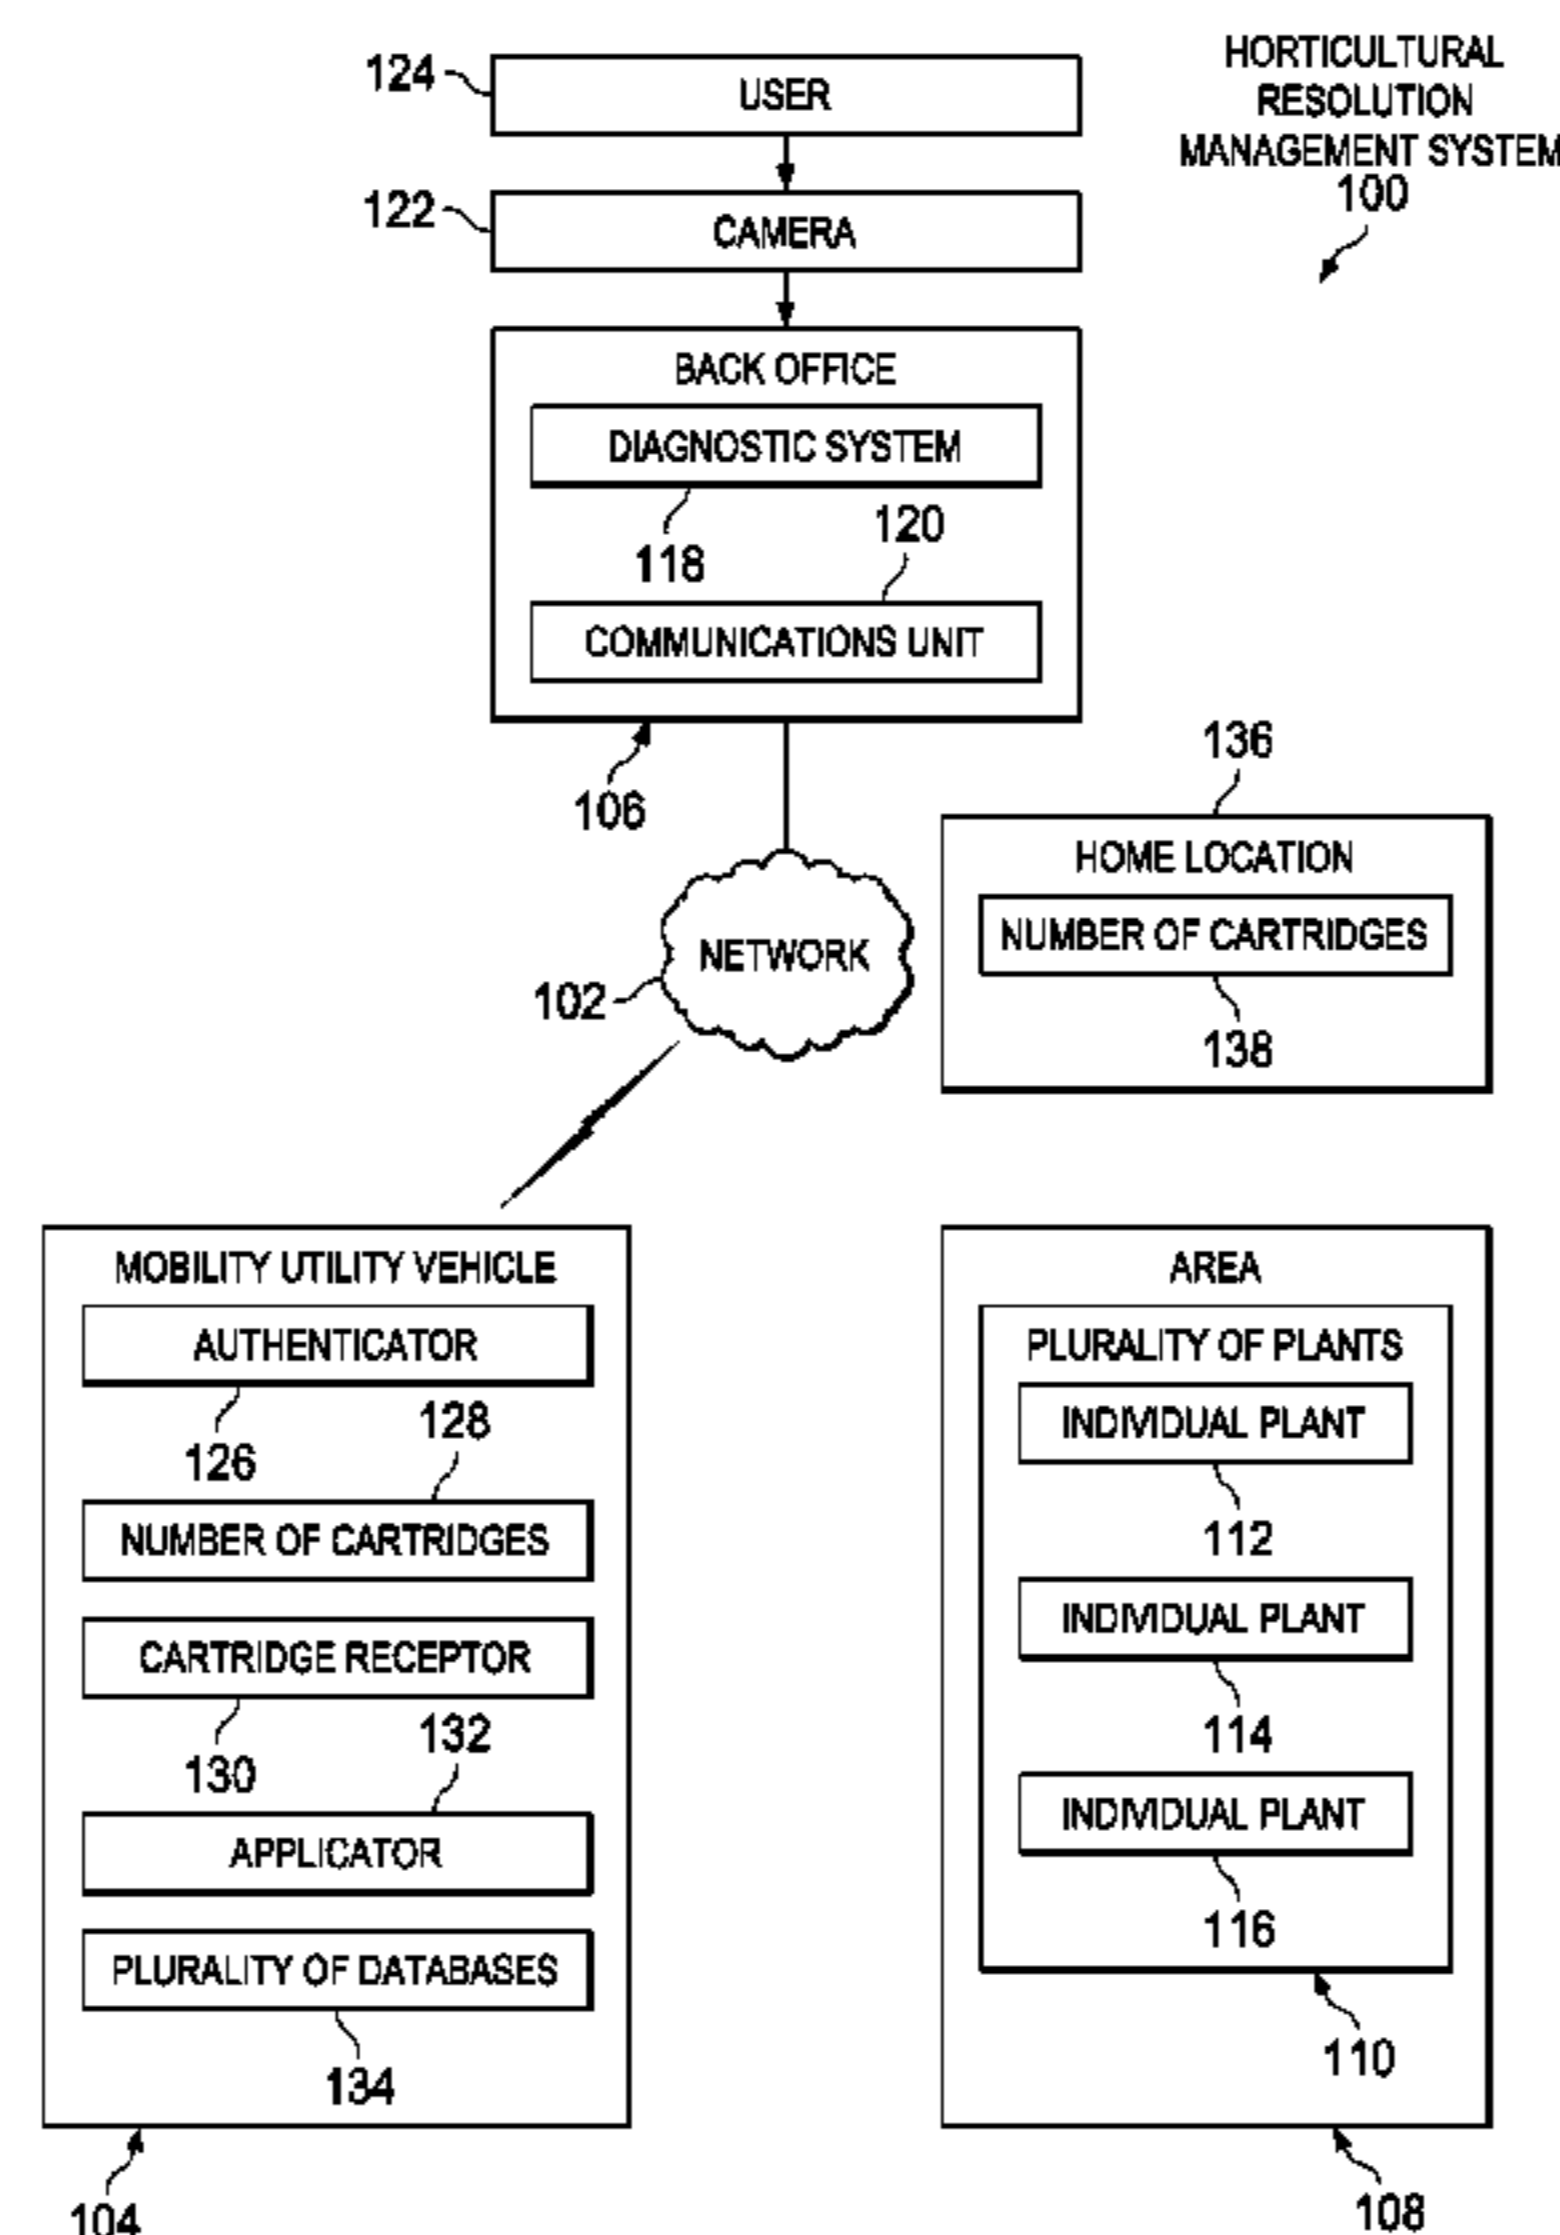 HORTICULTURAL
RESOLUTION
MANAGEMENT SYSTEM
100
124
USER
122
CAMERA
BACK OFFICE
DIAGNOSTIC SYSTEM
118
120
COMMUNICATIONS UNIT
106
136
HOME LOCATION
NUMBER OF CARTRIDGES
138
NETWORK
102
MOBILITY UTILITY VEHICLE
AUTHENTICATOR
126
128
NUMBER OF CARTRIDGES
CARTRIDGE RECEPTOR
130
132
APPLICATOR
PLURALITY OF DATABASES
134
104
AREA
PLURALITY OF PLANTS
INDIVIDUAL PLANT
112
INDIVIDUAL PLANT
114
INDIVIDUAL PLANT
116
110
108